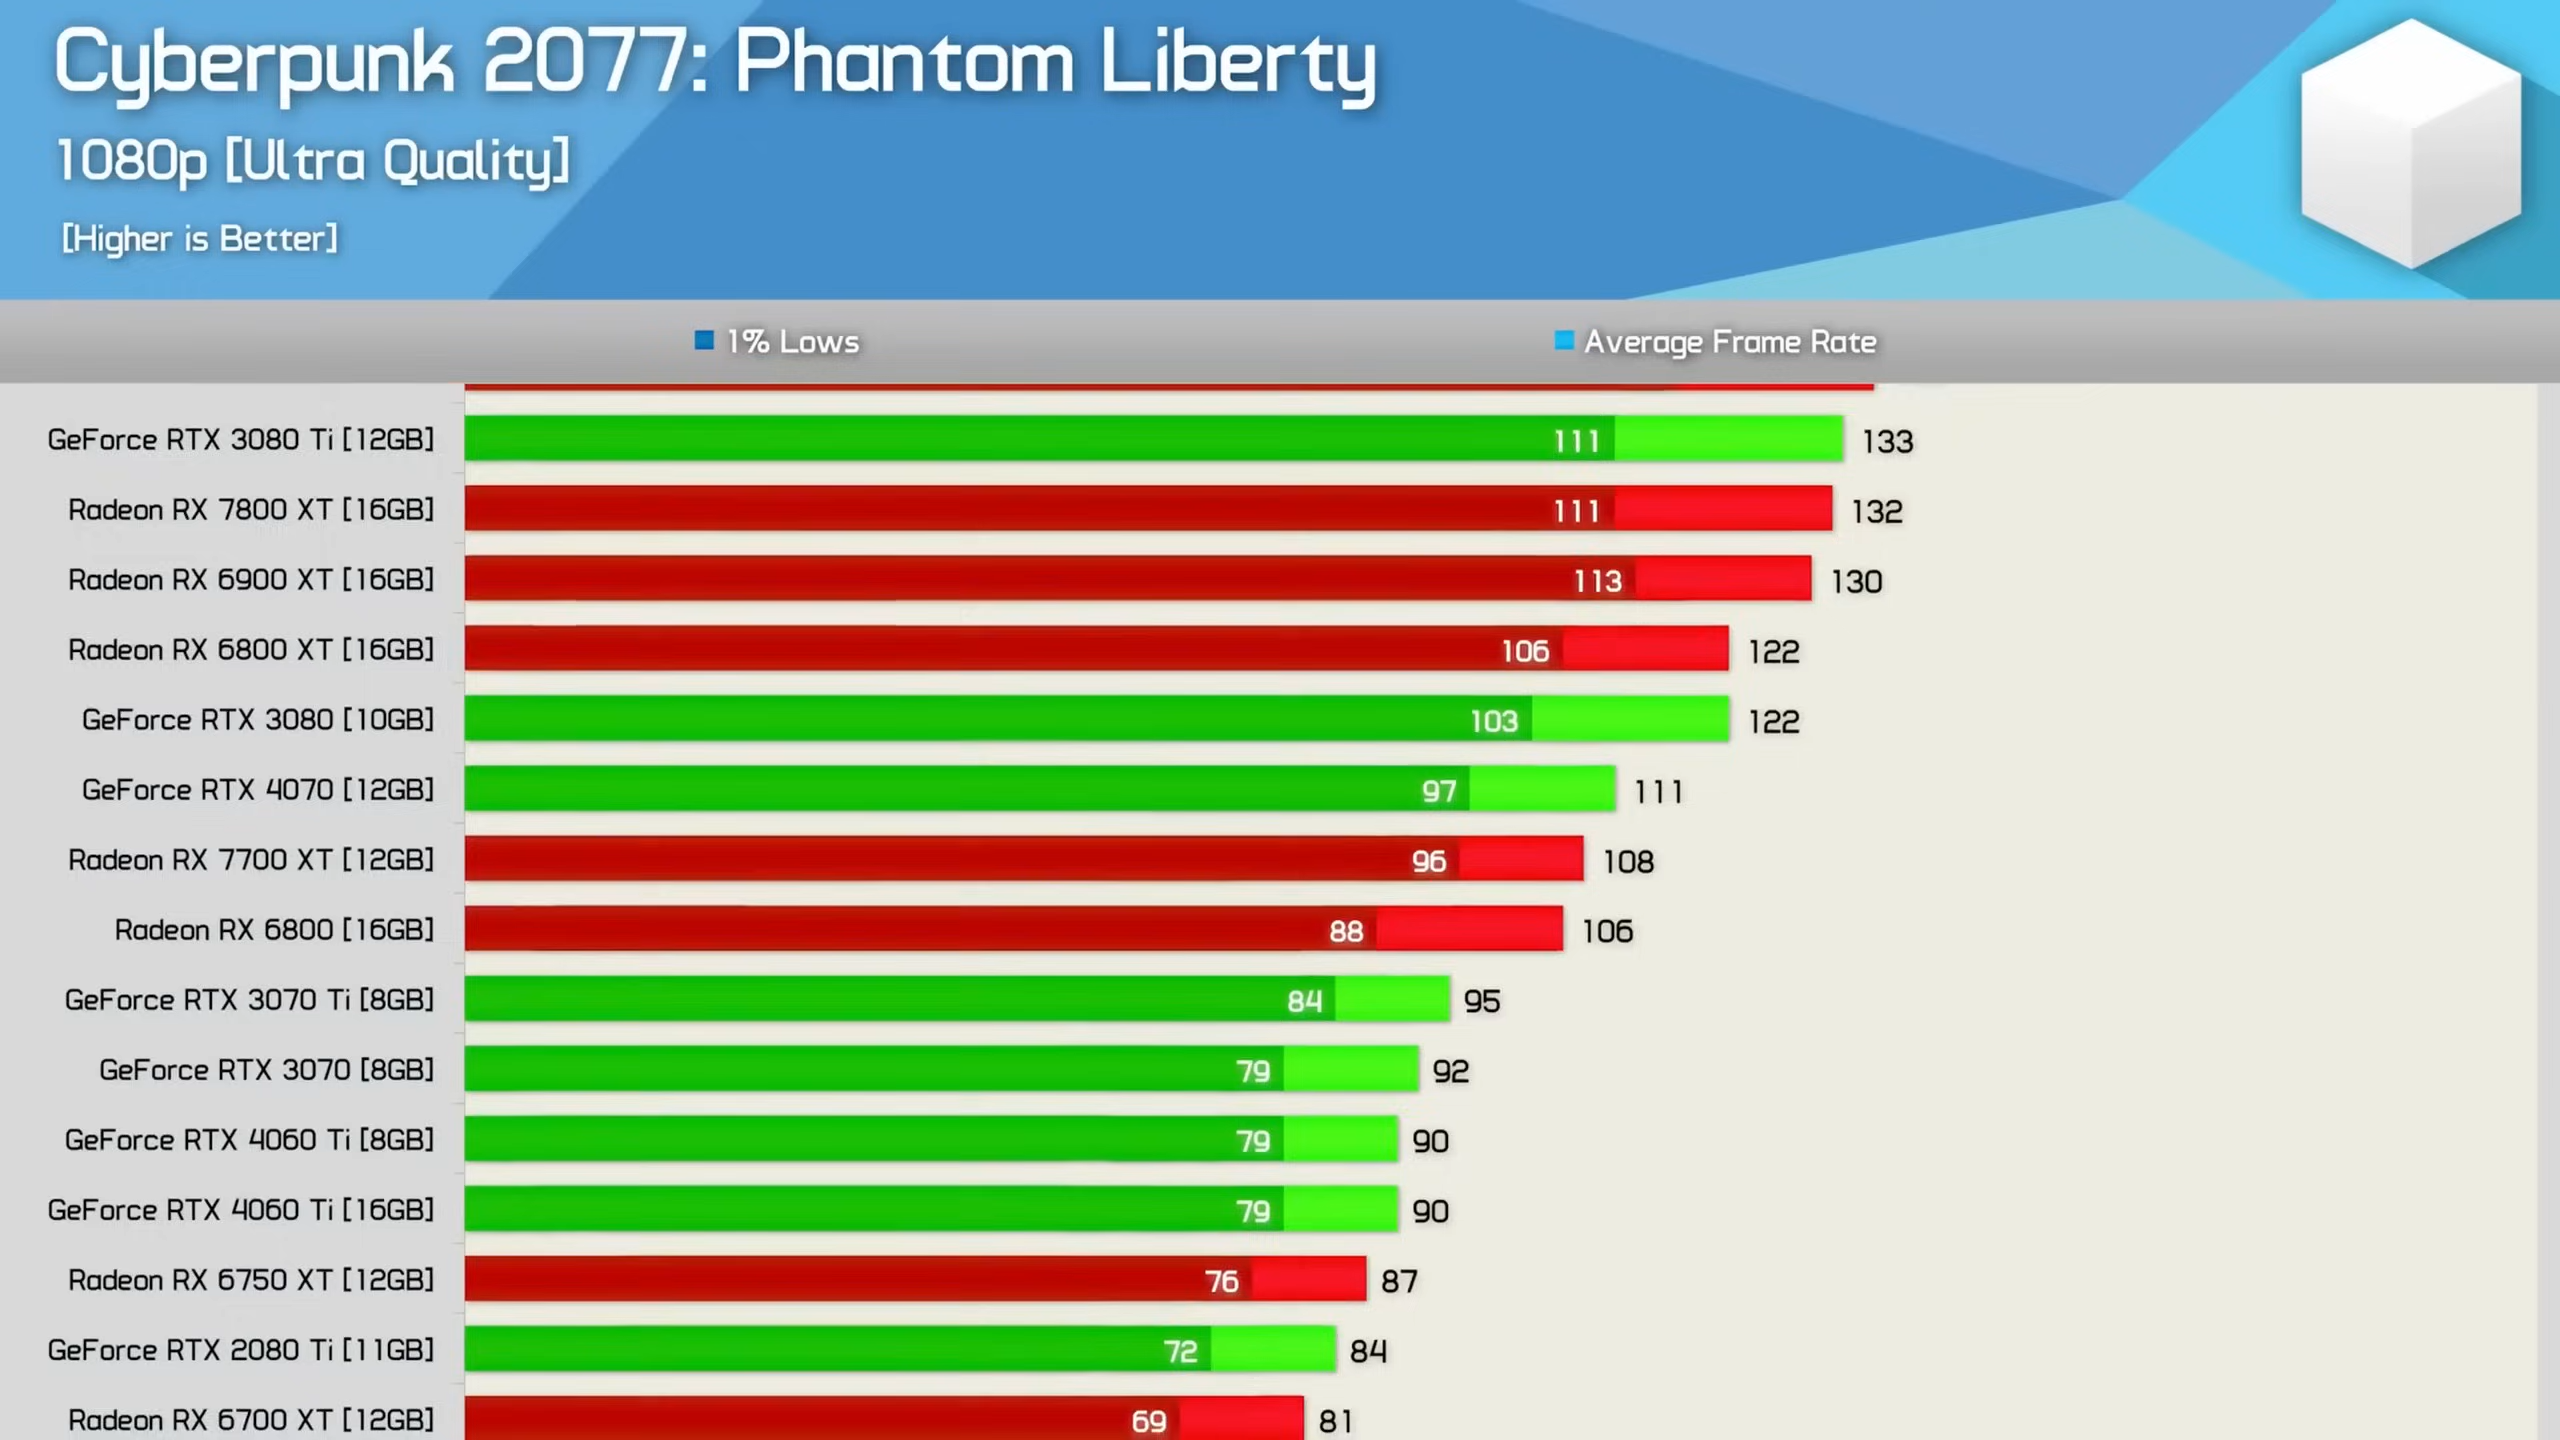 Cyberpunk 2077: Phantom Liberty
1080p [Ultra Quality]
[Higher is Better]
1% Lows Average Frame Rate
GeForce RTX 3080 Ti [12GB] 111 133
Radeon RX 7800 XT [16GB] 111 132
Radeon RX 6900 XT [16GB] 113 130
Radeon RX 6800 XT [16GB] 106 122
GeForce RTX 3080 [10GB] 103 122
GeForce RTX 4070 [12GB] 97 111
Radeon RX 7700 XT [12GB] 96 108
Radeon RX 6800 [16GB] 88 106
GeForce RTX 3070 Ti [8GB] 84 95
GeForce RTX 3070 [8GB] 79 92
GeForce RTX 4060 Ti [8GB] 79 90
GeForce RTX 4060 Ti [16GB] 79 90
Radeon RX 6750 XT [12GB] 76 87
GeForce RTX 2080 Ti [11GB] 72 84
Radeon RX 6700 XT [12GB] 69 81